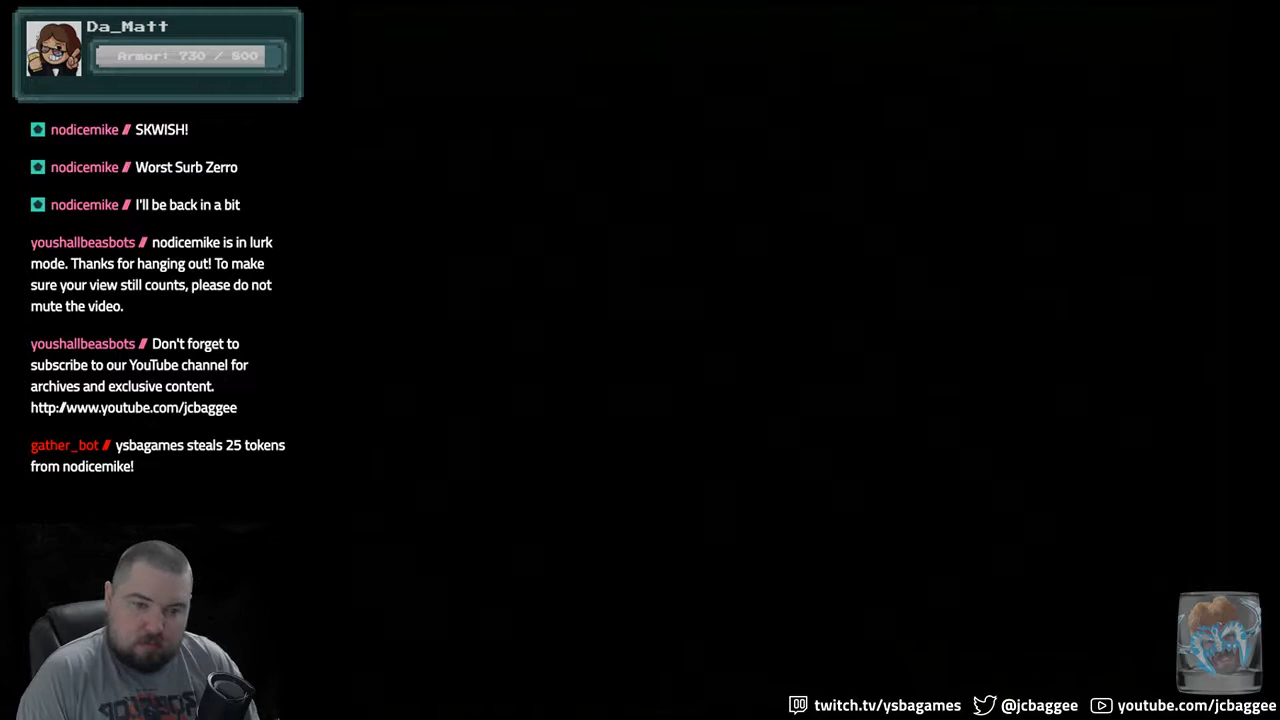 Da_Matt
Armor: 730 / 800
nodicemike // SKWISH!
nodicemike // Worst Surb Zerro
nodicemike // I'll be back in a bit
youshallbeasbots // nodicemike is in lurk
mode. Thanks for hanging out! To make
sure your view still counts, please do not
mute the video.
youshallbeasbots // Don't forget to
subscribe to our YouTube channel for
archives and exclusive content.
http://www.youtube.com/jcbaggee
gather_bot // ysbagames steals 25 tokens
from nodicemike!
twitch.tv/ysbagames @jcbaggee youtube.com/jcbaggee